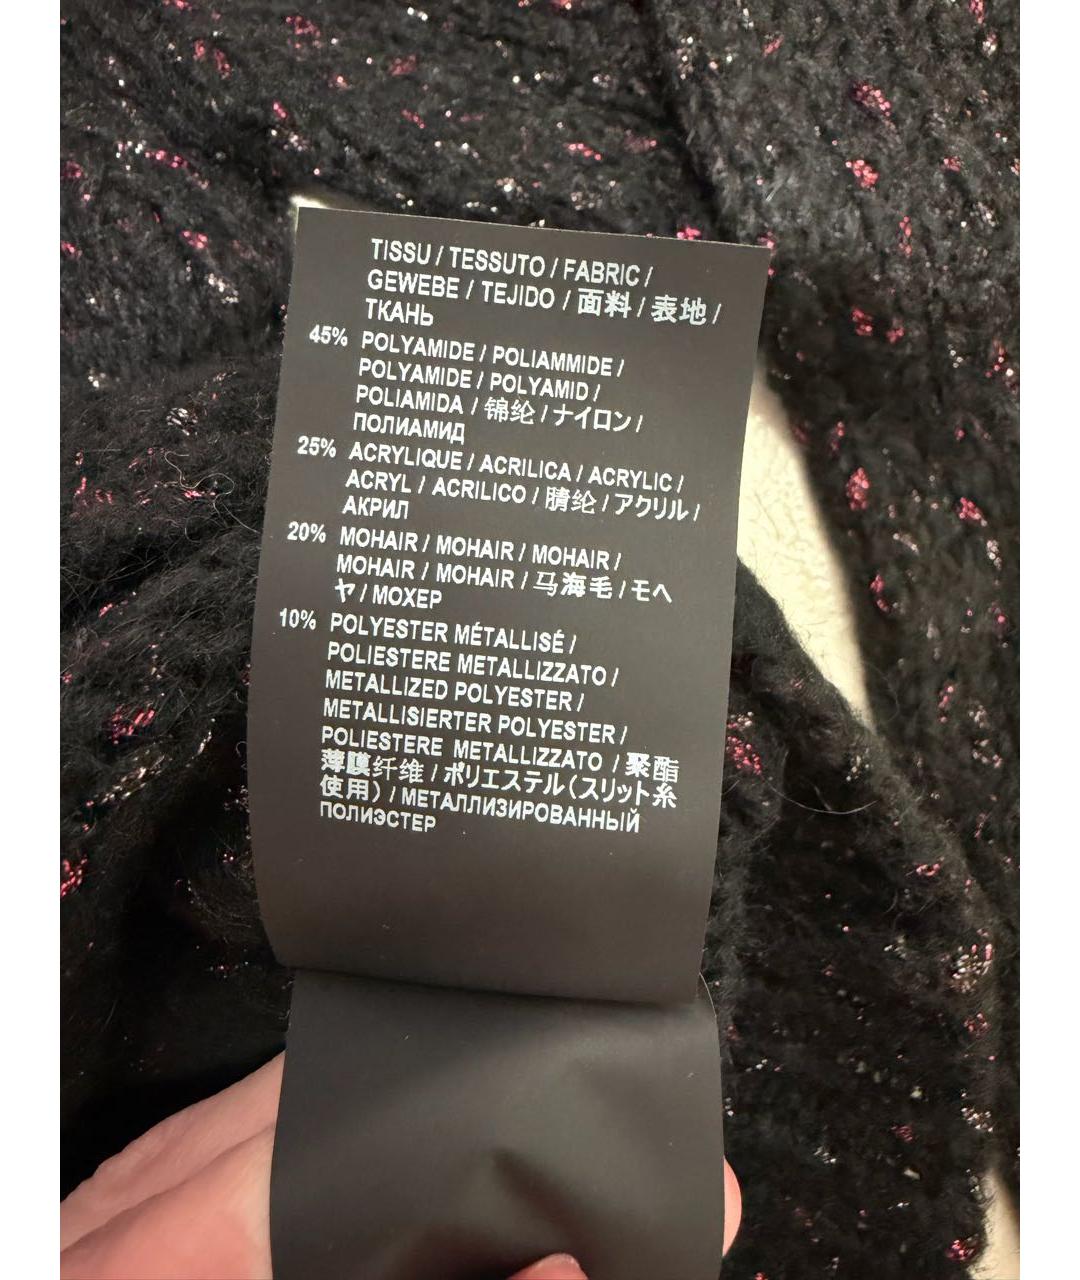 TISSU / TESSUTO / FABRIC /
GEWEBE / TEJIDO / 面料 / 表地 /
ТКАНЬ
45% POLYAMIDE / POLIAMMIDE /
POLYAMIDE / POLYAMID /
POLIAMIDA / 锦纶 / ナイロン /
ПОЛИАМИД
25% ACRYLIQUE / ACRILICA / ACRYLIC /
ACRYL / ACRILICO / 腈纶 / アクリル /
АКРИЛ
20% MOHAIR / MOHAIR / MOHAIR /
MOHAIR / MOHAIR / 马海毛 / モヘ
ヤ / МОХЕР
10% POLYESTER MÉTALLISÉ /
POLIESTERE METALLIZZATO /
METALLIZED POLYESTER /
METALLISIERTER POLYESTER /
POLIESTERE METALLIZZATO / 聚酯
薄膜纤维 / ポリエステル(スリット糸
使用) / МЕТАЛЛИЗИРОВАННЫЙ
ПОЛИЭСТЕР